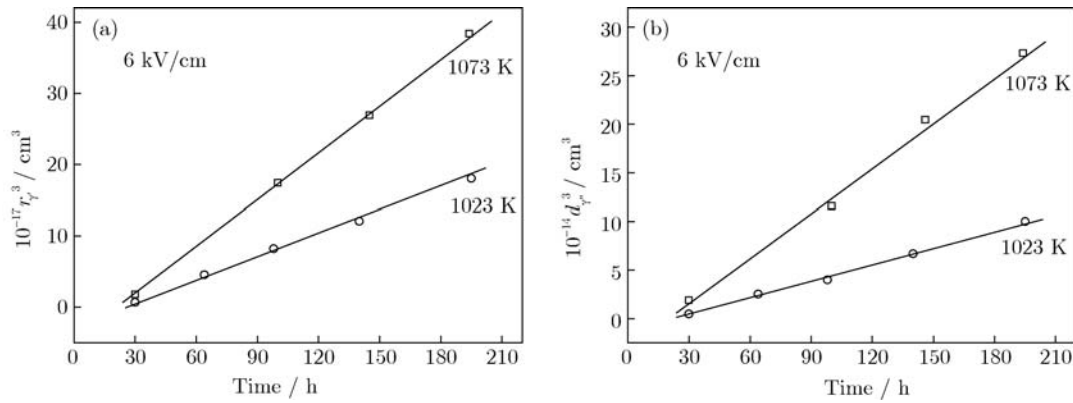 (a)
6 kV/cm
1073 K
1023 K
40
30
20
10
0
10⁻¹⁷r_γ′³ / cm³
0 30 60 90 120 150 180 210
Time / h
(b)
6 kV/cm
1073 K
1023 K
30
25
20
15
10
5
0
10⁻¹⁴d_γ″³ / cm³
0 30 60 90 120 150 180 210
Time / h